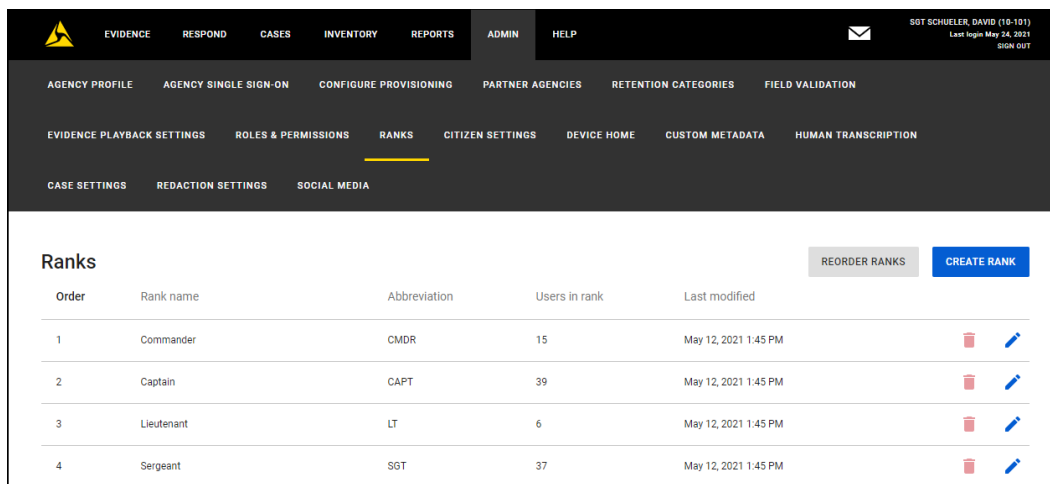 EVIDENCE RESPOND CASES INVENTORY REPORTS ADMIN HELP
SGT SCHUELER, DAVID (10-101)
Last login May 24, 2021
SIGN OUT
AGENCY PROFILE AGENCY SINGLE SIGN-ON CONFIGURE PROVISIONING PARTNER AGENCIES RETENTION CATEGORIES FIELD VALIDATION
EVIDENCE PLAYBACK SETTINGS ROLES & PERMISSIONS RANKS CITIZEN SETTINGS DEVICE HOME CUSTOM METADATA HUMAN TRANSCRIPTION
CASE SETTINGS REDACTION SETTINGS SOCIAL MEDIA
Ranks
REORDER RANKS CREATE RANK
Order Rank name Abbreviation Users in rank Last modified
1 Commander CMDR 15 May 12, 2021 1:45 PM
2 Captain CAPT 39 May 12, 2021 1:45 PM
3 Lieutenant LT 6 May 12, 2021 1:45 PM
4 Sergeant SGT 37 May 12, 2021 1:45 PM